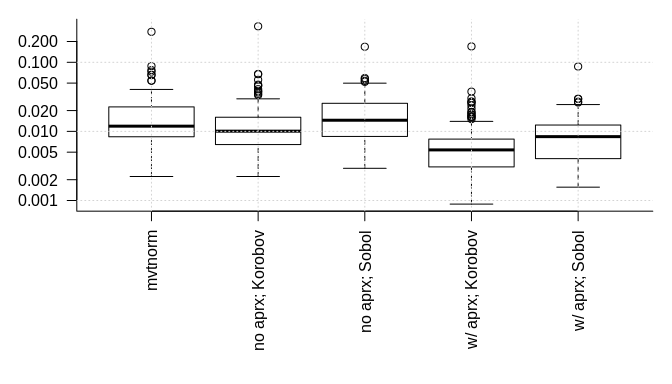 0.200
0.100
0.050
0.020
0.010
0.005
0.002
0.001
mvtnorm
no aprx; Korobov
no aprx; Sobol
w/ aprx; Korobov
w/ aprx; Sobol